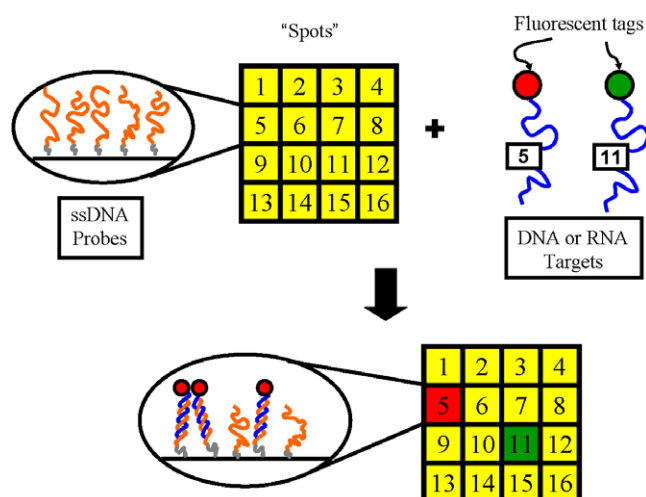 “Spots”
Fluorescent tags
1 2 3 4
5 6 7 8
9 10 11 12
13 14 15 16
+
5 11
ssDNA
Probes
DNA or RNA
Targets
1 2 3 4
5 6 7 8
9 10 11 12
13 14 15 16